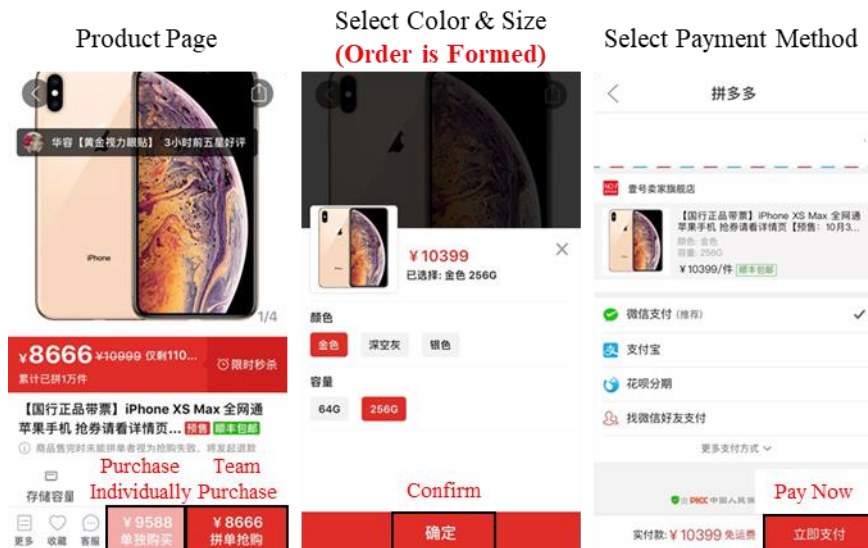 Product Page
华容【黄金视力眼贴】 3小时前五星好评
iPhone
1/4
¥8666 ¥10999 仅剩110...
限时秒杀
累计已拼1万件
【国行正品带票】iPhone XS Max 全网通
苹果手机 抢券请看详情页... 预售 顺丰包邮
商品售完时未能拼单者视为抢购失败，将发起退款
Purchase Individually
Team Purchase
存储容量
更多 收藏 客服
¥9588
单独购买
¥8666
拼单抢购
Select Color & Size
(Order is Formed)
¥10399
已选择: 金色 256G
颜色
金色 深空灰 银色
容量
64G 256G
Confirm
确定
Select Payment Method
拼多多
壹号卖家旗舰店
【国行正品带票】iPhone XS Max 全网通
苹果手机 抢券请看详情页【预售：10月3...
颜色: 金色
容量: 256G
¥10399/件 顺丰包邮
微信支付 (推荐)
支付宝
花呗分期
找微信好友支付
更多支付方式
PICC 中国人民保
Pay Now
实付款: ¥10399 免运费
立即支付